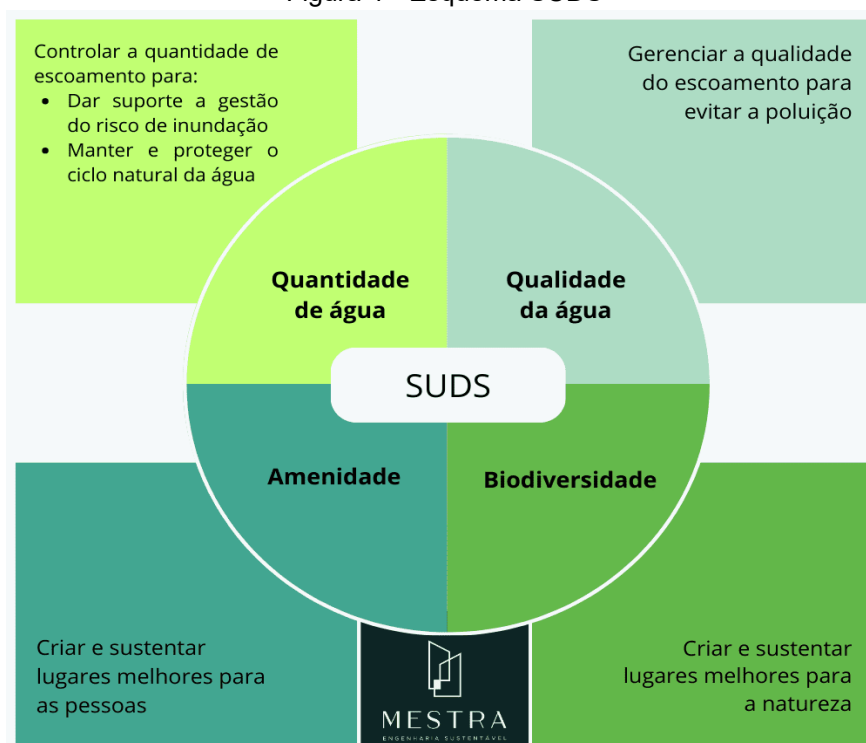 Controlar a quantidade de
escoamento para:
• Dar suporte a gestão
do risco de inundação
• Manter e proteger o
ciclo natural da água
Gerenciar a qualidade
do escoamento para
evitar a poluição
Quantidade
de água
Qualidade
da água
SUDS
Amenidade
Biodiversidade
Criar e sustentar
lugares melhores para
as pessoas
Criar e sustentar
lugares melhores para
a natureza
MESTRA
ENGENHARIA SUSTENTÁVEL